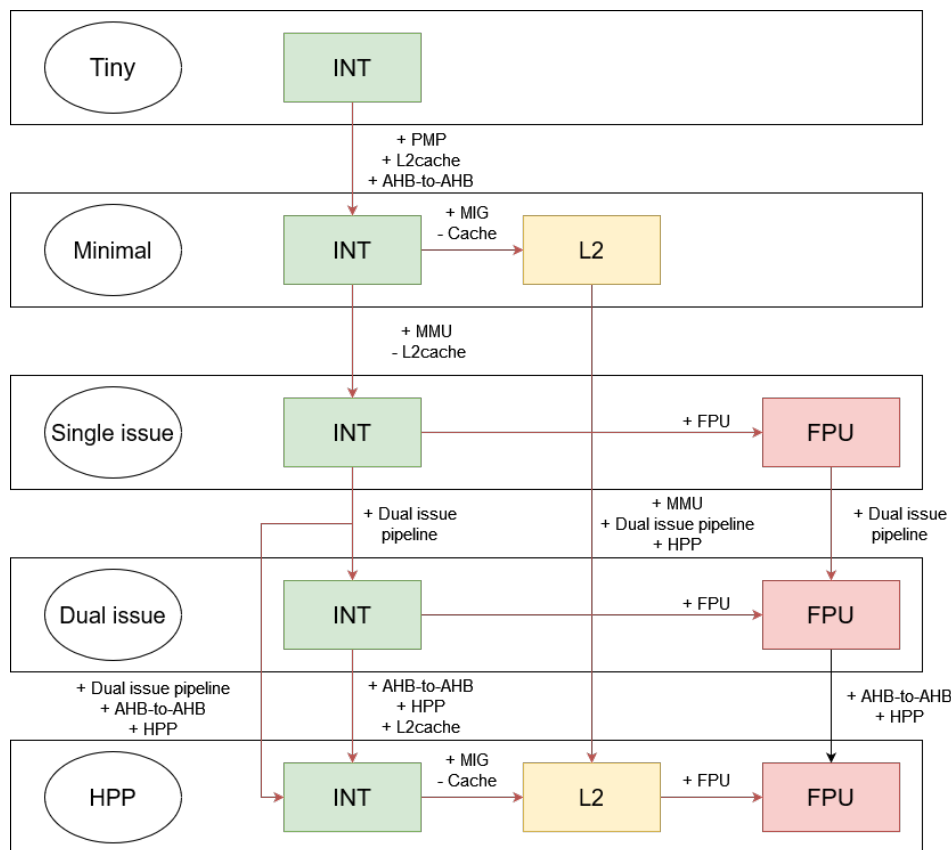 Tiny
INT
+ PMP
+ L2cache
+ AHB-to-AHB
Minimal
INT
+ MIG
- Cache
L2
+ MMU
- L2cache
Single issue
INT
+ FPU
FPU
+ Dual issue
pipeline
+ MMU
+ Dual issue pipeline
+ HPP
+ Dual issue
pipeline
Dual issue
INT
+ FPU
FPU
+ Dual issue pipeline
+ AHB-to-AHB
+ HPP
+ AHB-to-AHB
+ HPP
+ L2cache
+ AHB-to-AHB
+ HPP
HPP
INT
+ MIG
- Cache
L2
+ FPU
FPU